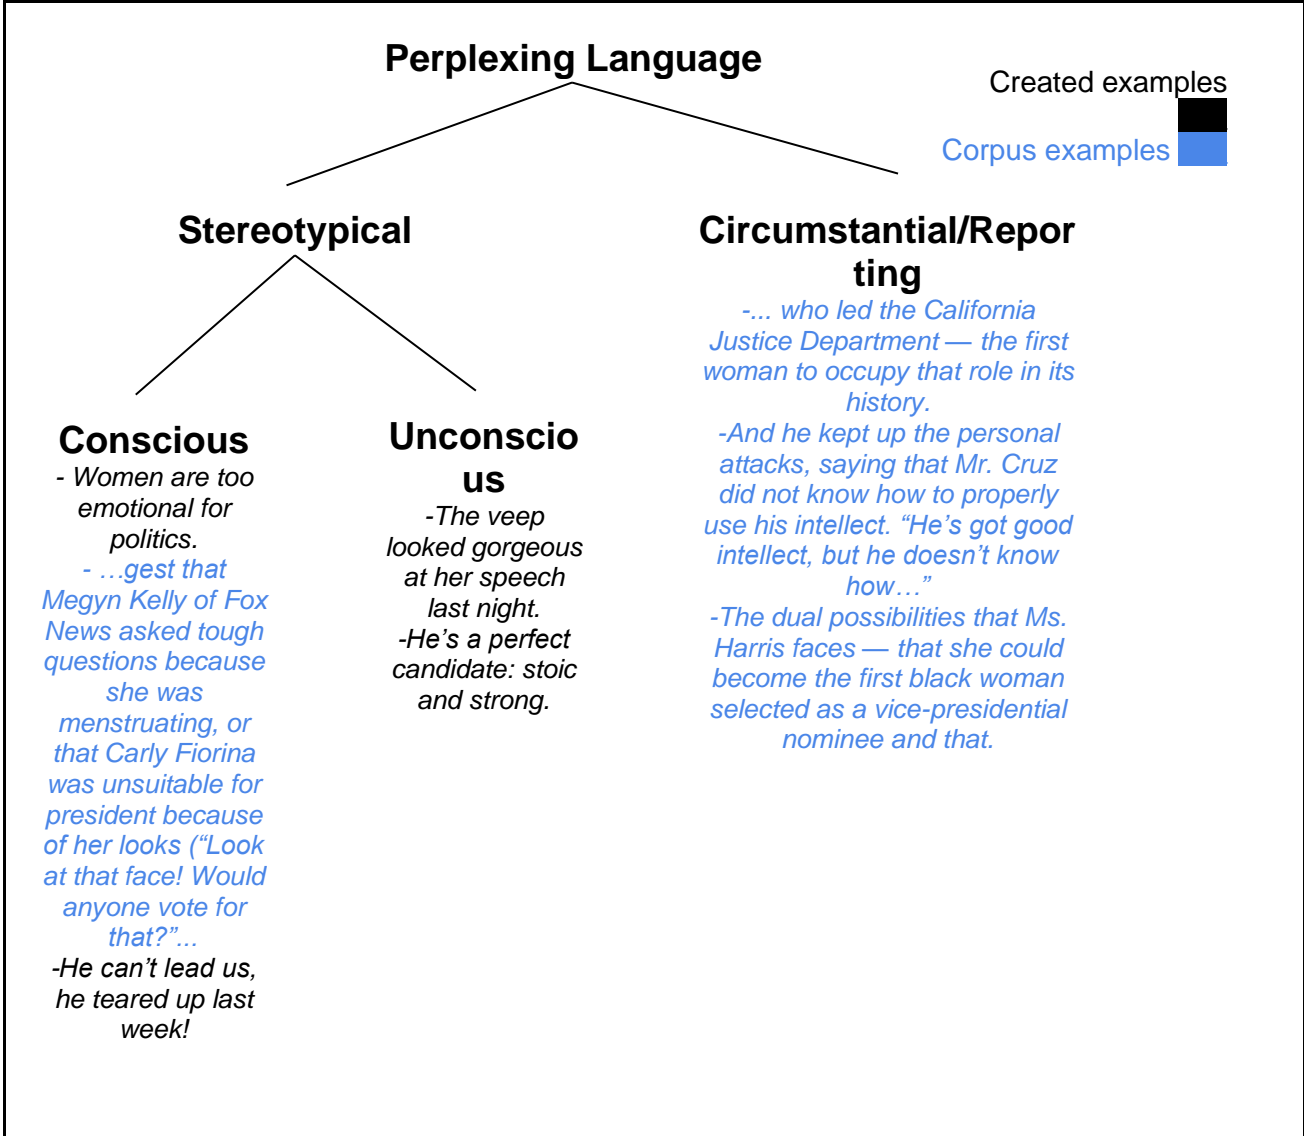 Perplexing Language
Created examples
Corpus examples
Stereotypical
Circumstantial/Repor
ting
-... who led the California
Justice Department — the first
woman to occupy that role in its
history.
-And he kept up the personal
attacks, saying that Mr. Cruz
did not know how to properly
use his intellect. “He’s got good
intellect, but he doesn’t know
how…”
-The dual possibilities that Ms.
Harris faces — that she could
become the first black woman
selected as a vice-presidential
nominee and that.
Conscious
- Women are too
emotional for
politics.
- …gest that
Megyn Kelly of Fox
News asked tough
questions because
she was
menstruating, or
that Carly Fiorina
was unsuitable for
president because
of her looks (“Look
at that face! Would
anyone vote for
that?”...
-He can’t lead us,
he teared up last
week!
Unconscio
us
-The veep
looked gorgeous
at her speech
last night.
-He’s a perfect
candidate: stoic
and strong.